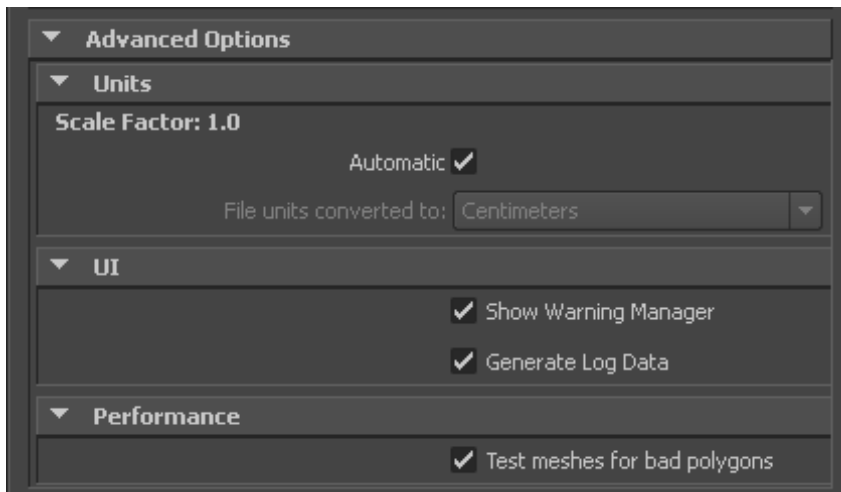 Advanced Options
Units
Scale Factor: 1.0
Automatic
File units converted to: Centimeters
UI
Show Warning Manager
Generate Log Data
Performance
Test meshes for bad polygons